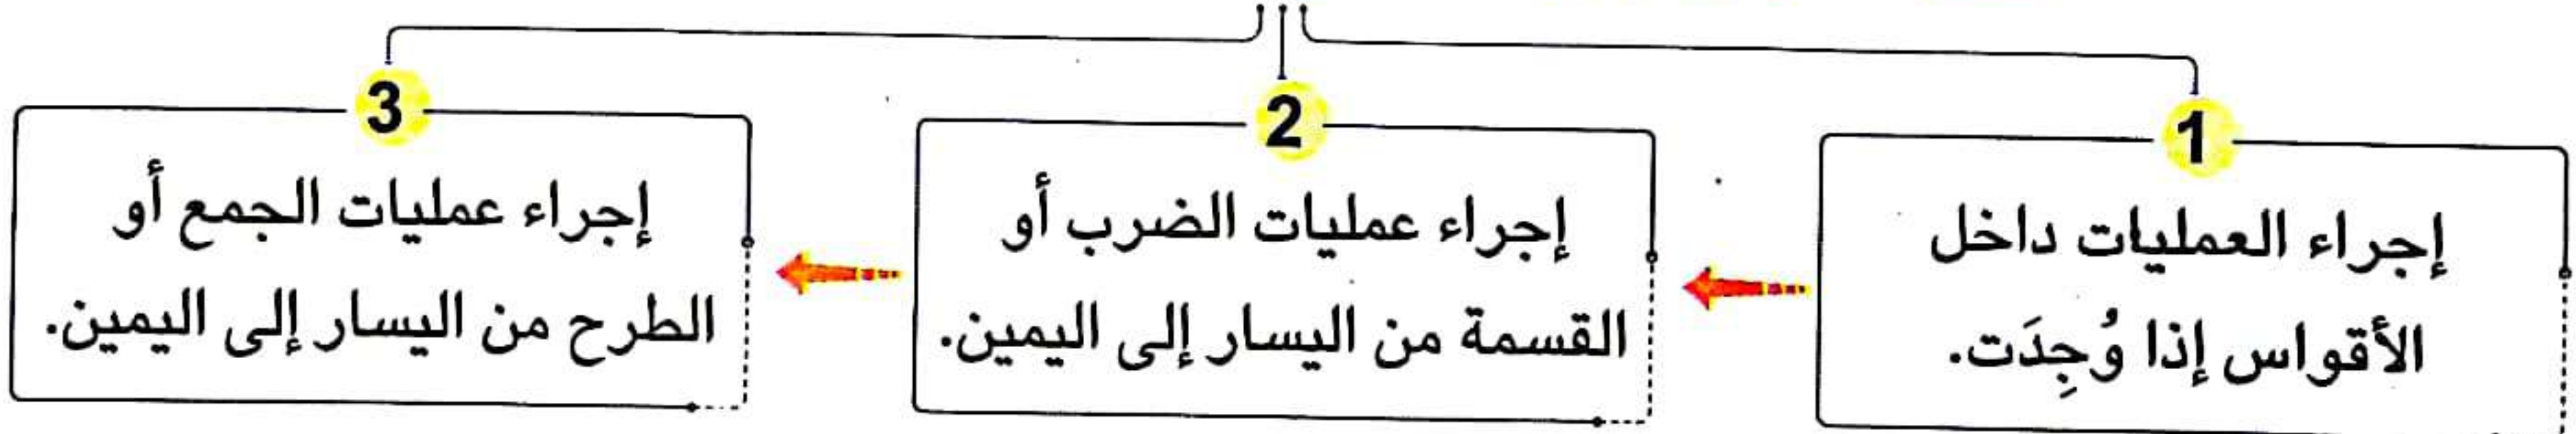 1
إجراء العمليات داخل
الأقواس إذا وُجِدَت.
2
إجراء عمليات الضرب أو
القسمة من اليسار إلى اليمين.
3
إجراء عمليات الجمع أو
الطرح من اليسار إلى اليمين.